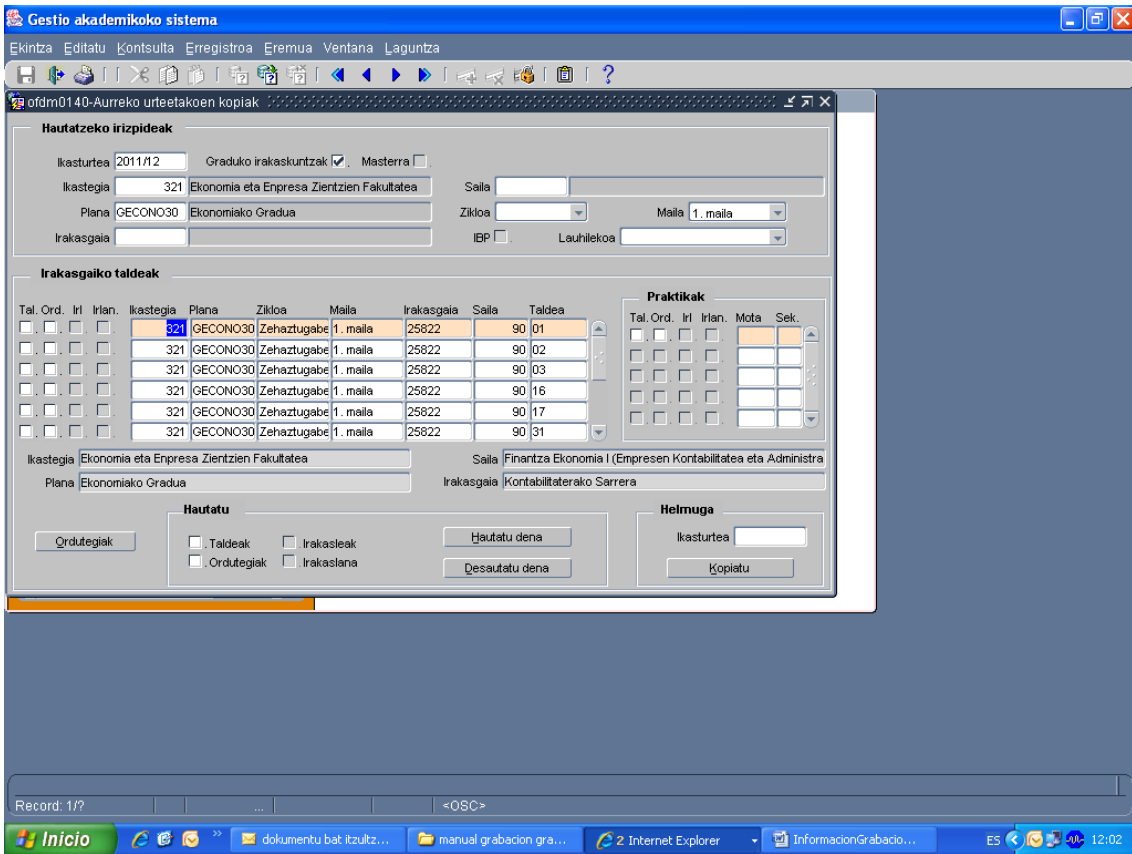 Gestio akademikoko sistema
Ekintza Editatu Kontsulta Erregistroa Eremua Ventana Laguntza
ofdm0140-Aurreko urteetakoen kopiak
Hautatzeko irizpideak
Ikasturtea 2011/12 Graduko irakaskuntzak . Masterra .
Ikastegia 321 Ekonomia eta Enpresa Zientzien Fakultatea Saila
Plana GECONO30 Ekonomiako Gradua Zikloa Maila 1. maila
Irakasgaia IBP . Lauhilekoa
Irakasgaiko taldeak
Praktikak
Tal. Ord. Irl Irlan. Ikastegia Plana Zikloa Maila Irakasgaia Saila Taldea
Tal. Ord. Irl Irlan. Mota Sek.
321 GECONO30 Zehaztugabe 1. maila 25822 90 01
321 GECONO30 Zehaztugabe 1. maila 25822 90 02
321 GECONO30 Zehaztugabe 1. maila 25822 90 03
321 GECONO30 Zehaztugabe 1. maila 25822 90 16
321 GECONO30 Zehaztugabe 1. maila 25822 90 17
321 GECONO30 Zehaztugabe 1. maila 25822 90 31
Ikastegia Ekonomia eta Enpresa Zientzien Fakultatea Saila Finantza Ekonomia I (Empresen Kontabilitatea eta Administra
Plana Ekonomiako Gradua Irakasgaia Kontabilitaterako Sarrera
Hautatu Helmuga
Ordutegiak . Taldeak Irakasleak Hautatu dena Ikasturtea
. Ordutegiak Irakaslana Desautatu dena Kopiatu
Record: 1/? ... <OSC>
Inicio » dokumentu bat itzultz... manual grabacion gra... 2 Internet Explorer InformacionGrabacio... ES 12:02